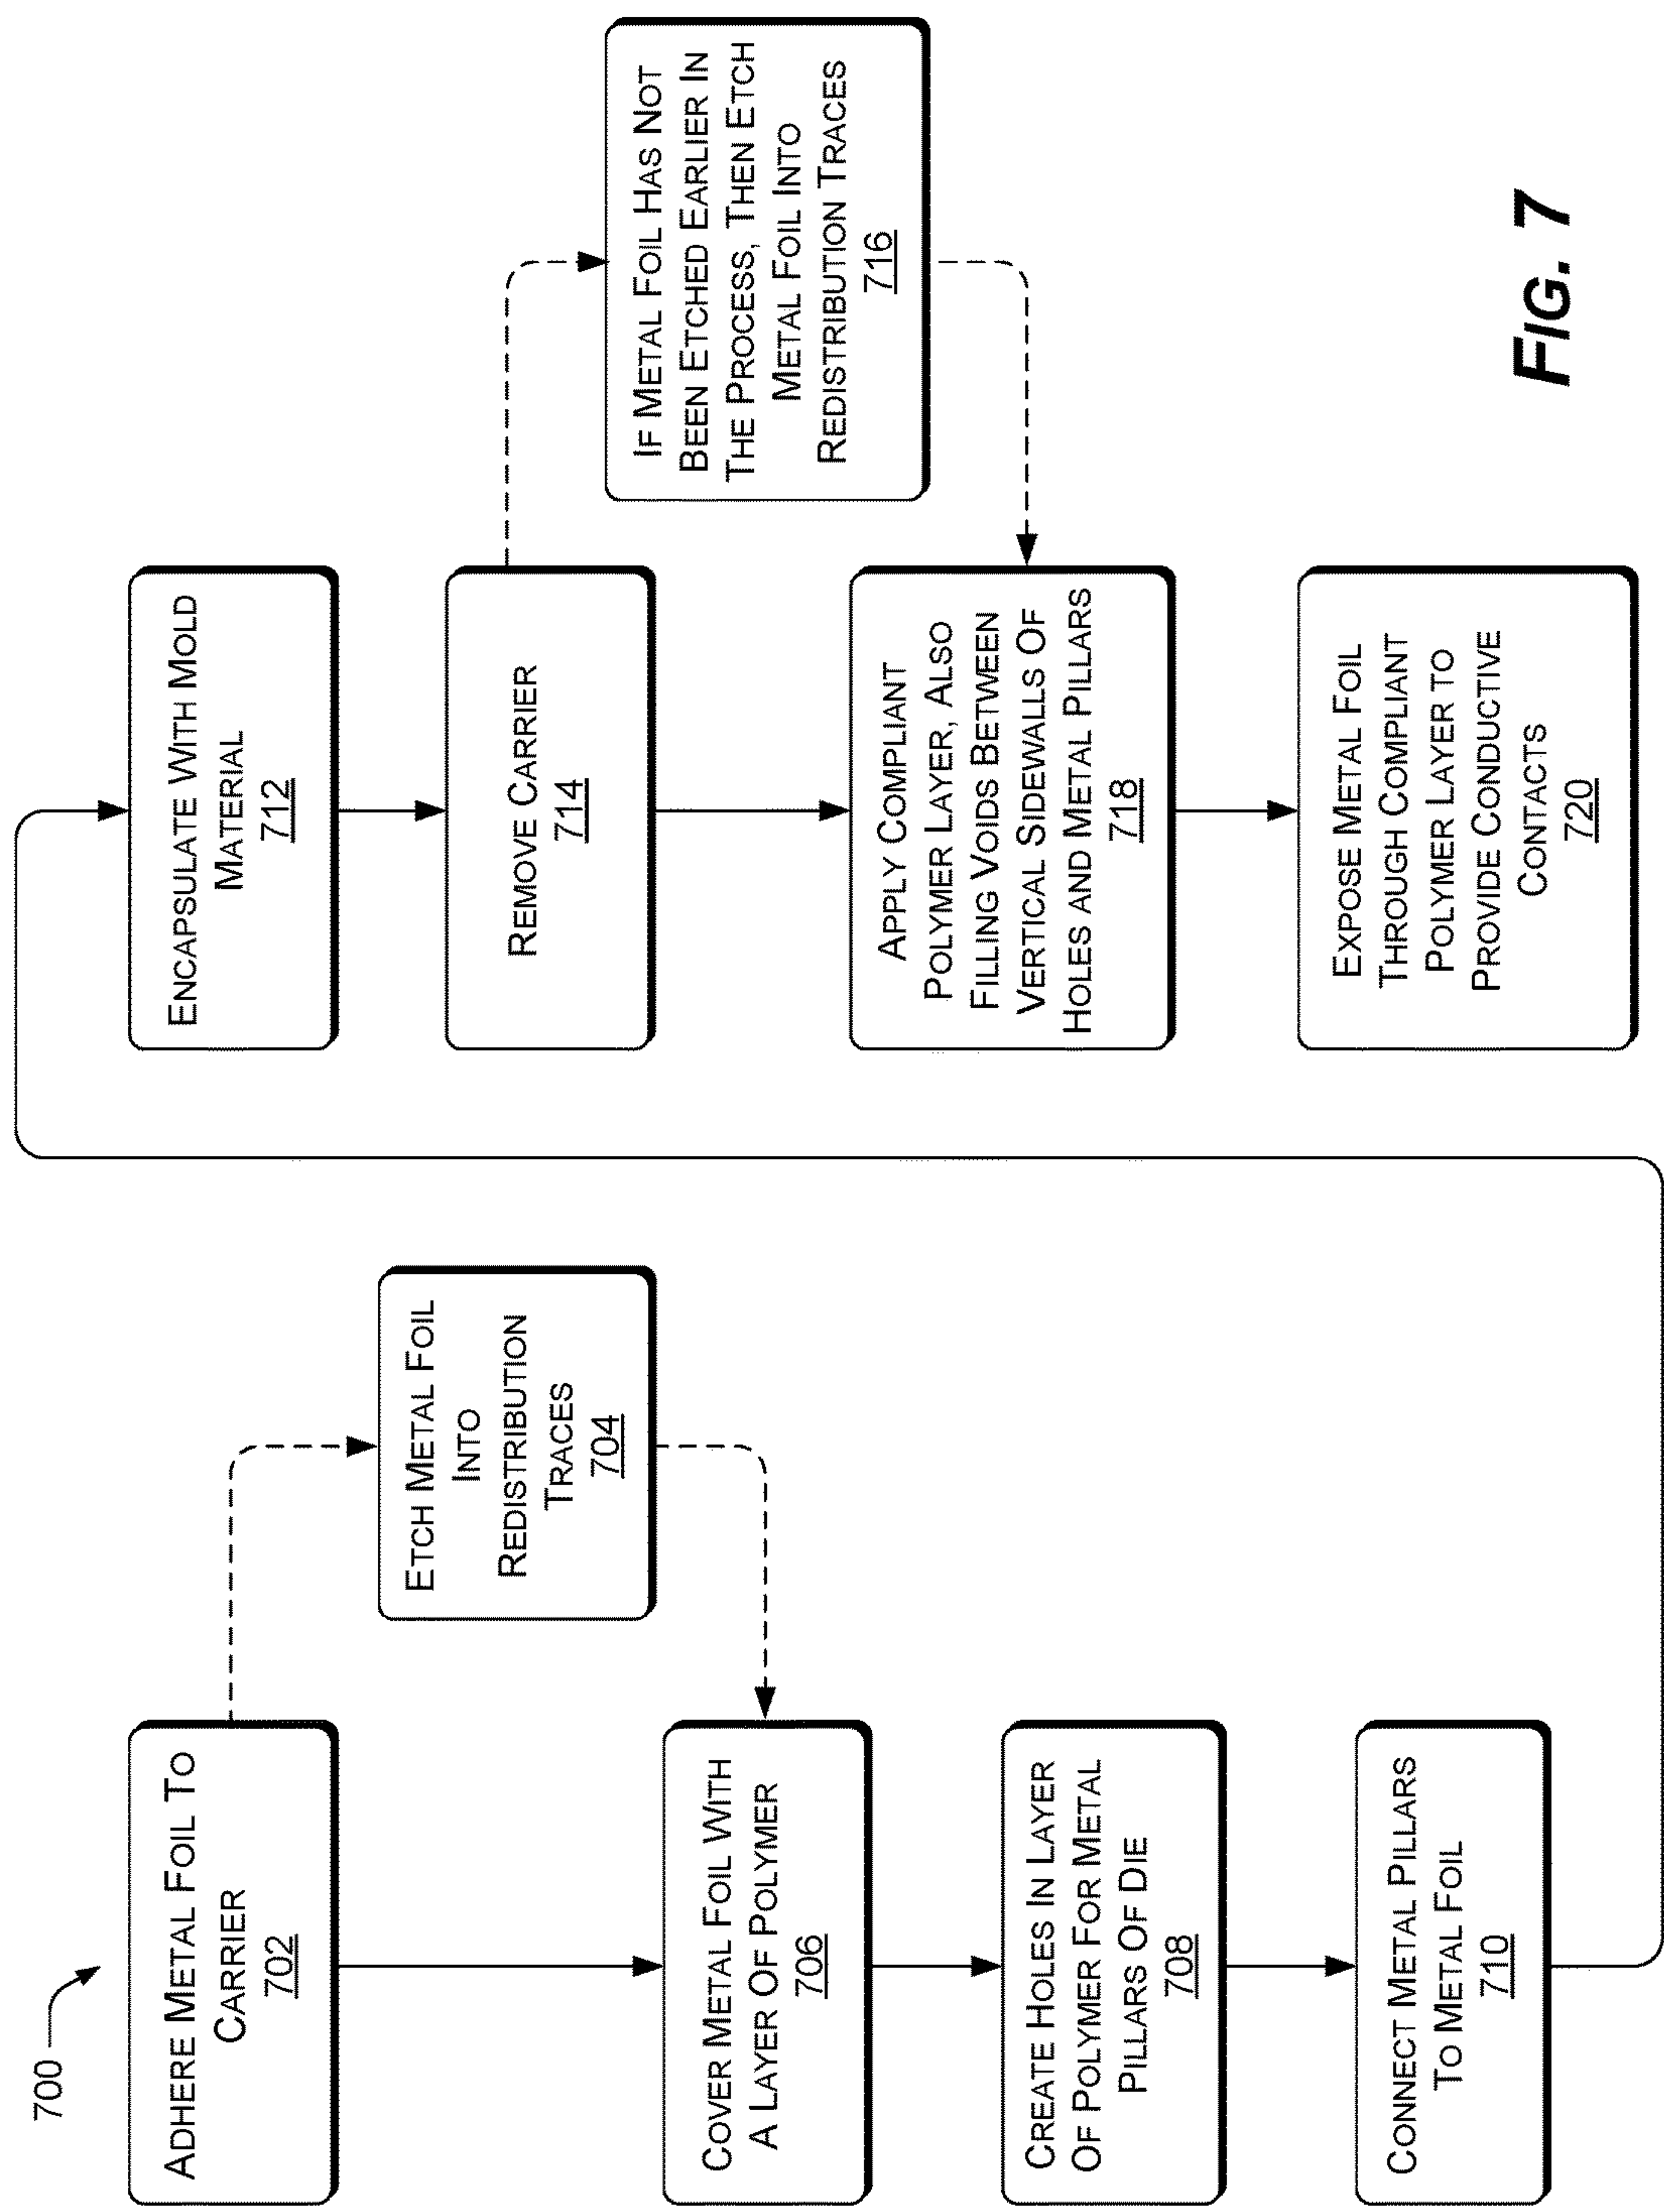 700
ADHERE METAL FOIL TO
CARRIER
702
ETCH METAL FOIL
INTO
REDISTRIBUTION
TRACES
704
COVER METAL FOIL WITH
A LAYER OF POLYMER
706
CREATE HOLES IN LAYER
OF POLYMER FOR METAL
PILLARS OF DIE
708
CONNECT METAL PILLARS
TO METAL FOIL
710
ENCAPSULATE WITH MOLD
MATERIAL
712
REMOVE CARRIER
714
IF METAL FOIL HAS NOT
BEEN ETCHED EARLIER IN
THE PROCESS, THEN ETCH
METAL FOIL INTO
REDISTRIBUTION TRACES
716
APPLY COMPLIANT
POLYMER LAYER, ALSO
FILLING VOIDS BETWEEN
VERTICAL SIDEWALLS OF
HOLES AND METAL PILLARS
718
EXPOSE METAL FOIL
THROUGH COMPLIANT
POLYMER LAYER TO
PROVIDE CONDUCTIVE
CONTACTS
720
FIG. 7